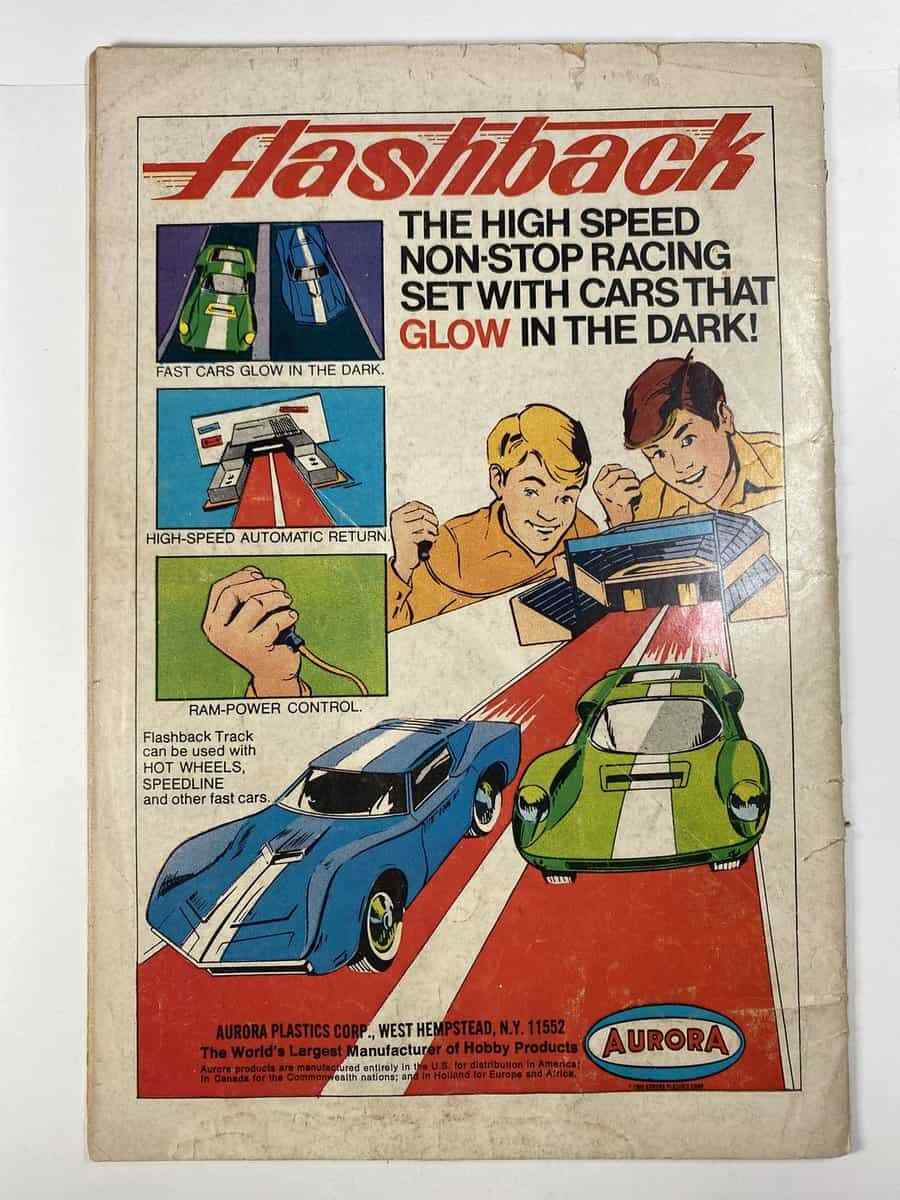 flashback
THE HIGH SPEED
NON-STOP RACING
SET WITH CARS THAT
GLOW IN THE DARK!
FAST CARS GLOW IN THE DARK.
HIGH-SPEED AUTOMATIC RETURN.
RAM-POWER CONTROL.
Flashback Track
can be used with
HOT WHEELS,
SPEEDLINE
and other fast cars.
AURORA PLASTICS CORP., WEST HEMPSTEAD, N.Y. 11552
The World's Largest Manufacturer of Hobby Products
Aurora products are manufactured entirely in the U.S. for distribution in America;
in Canada for the Commonwealth nations; and in Holland for Europe and Africa.
AURORA
AURORA PLASTICS CORP